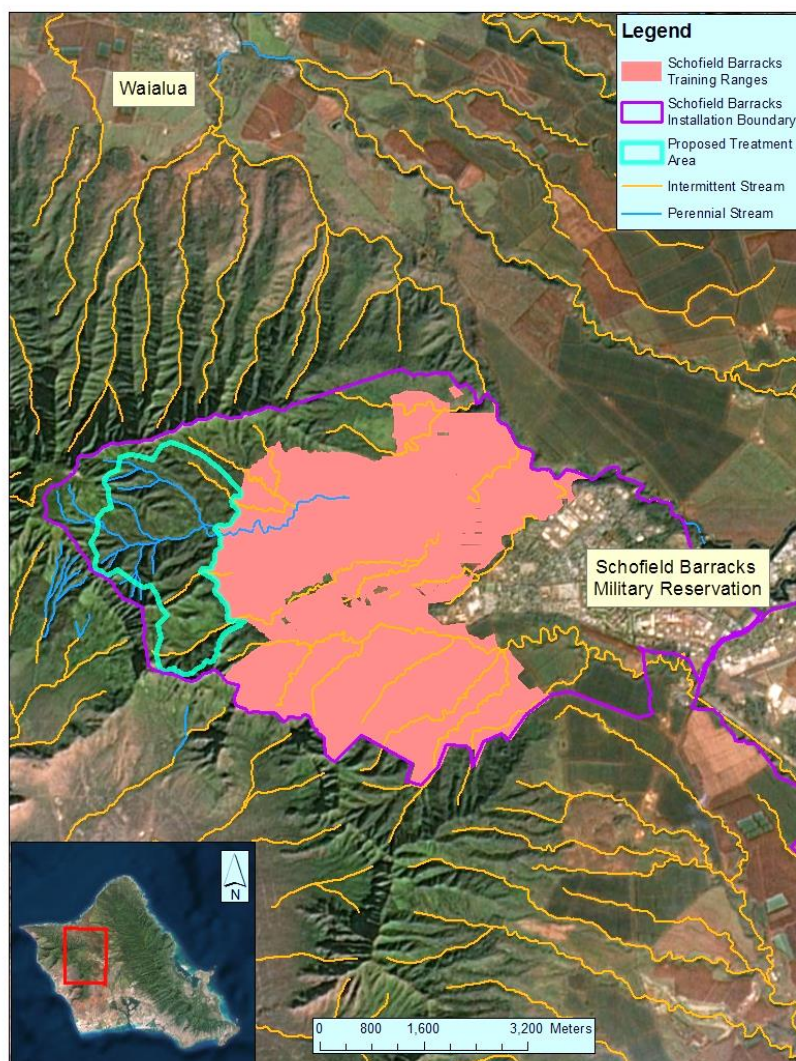 Waialua
Legend
Schofield Barracks
Training Ranges
Schofield Barracks
Installation Boundary
Proposed Treatment
Area
Intermittent Stream
Perennial Stream
Schofield Barracks
Military Reservation
N
0 800 1,600 3,200 Meters